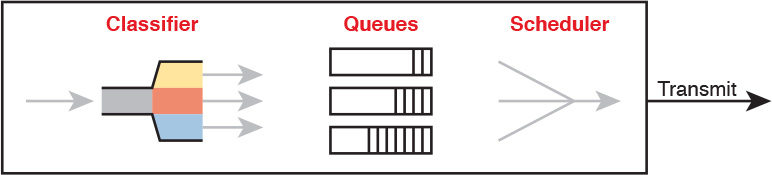 Classifier
Queues
Scheduler
Transmit